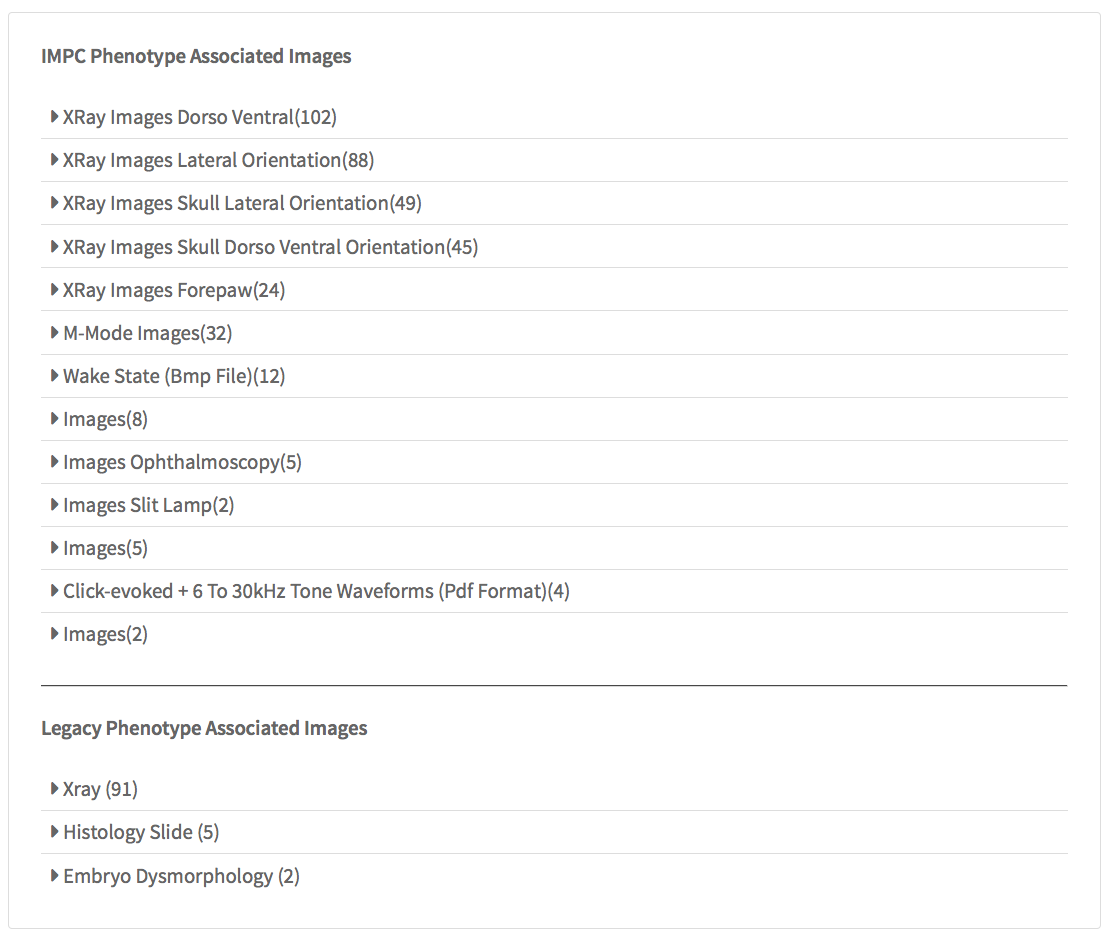 IMPC Phenotype Associated Images
XRay Images Dorso Ventral(102)
XRay Images Lateral Orientation(88)
XRay Images Skull Lateral Orientation(49)
XRay Images Skull Dorso Ventral Orientation(45)
XRay Images Forepaw(24)
M-Mode Images(32)
Wake State (Bmp File)(12)
Images(8)
Images Ophthalmoscopy(5)
Images Slit Lamp(2)
Images(5)
Click-evoked + 6 To 30kHz Tone Waveforms (Pdf Format)(4)
Images(2)
Legacy Phenotype Associated Images
Xray (91)
Histology Slide (5)
Embryo Dysmorphology (2)